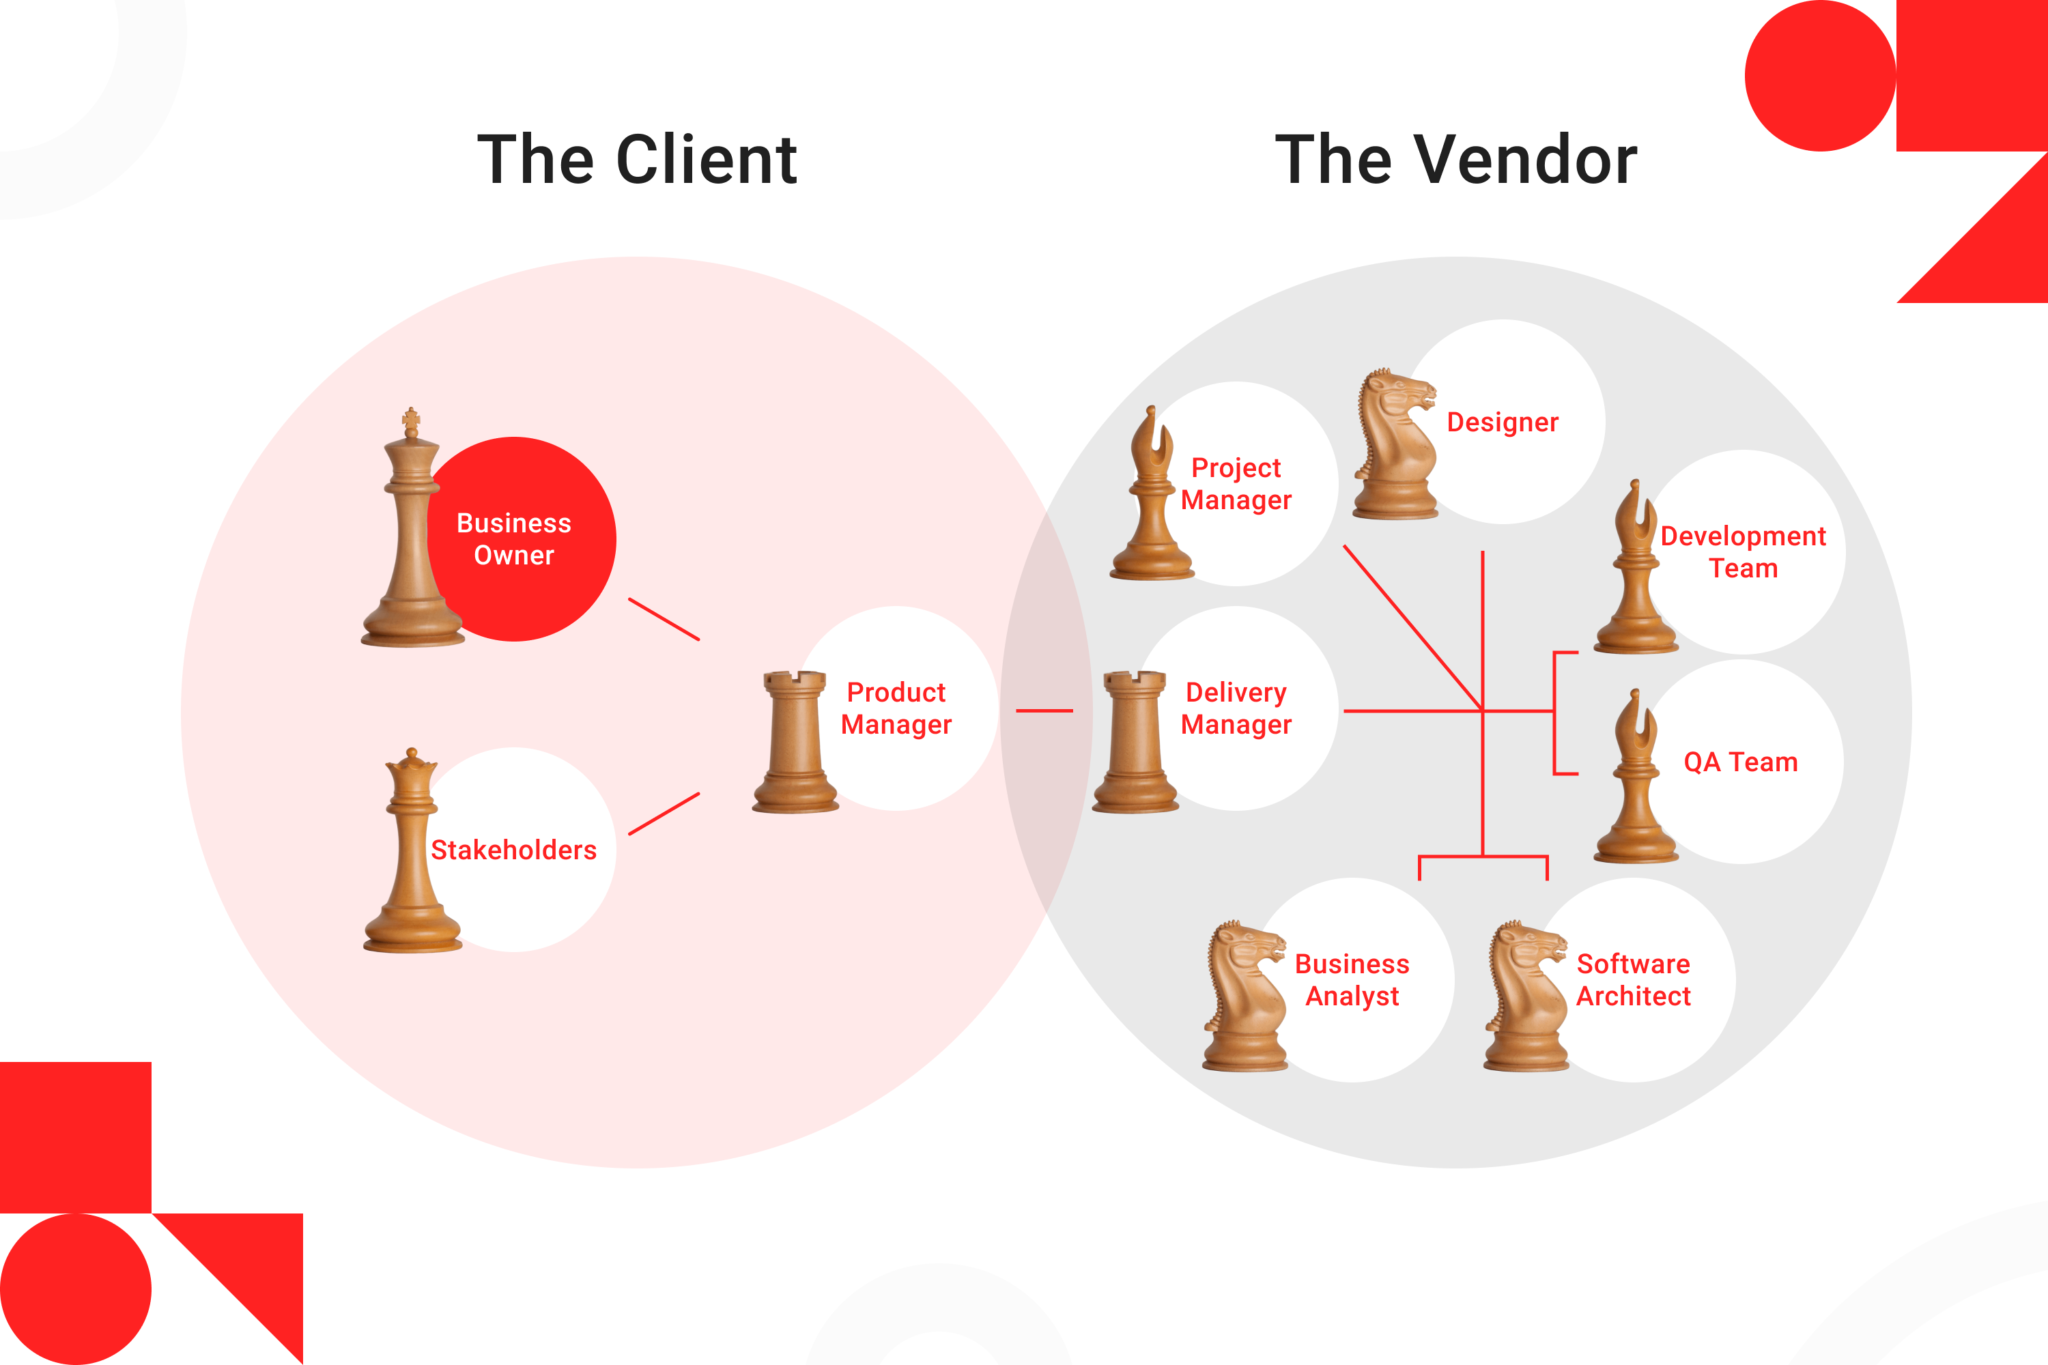 The Client
The Vendor
Business
Owner
Stakeholders
Product
Manager
Project
Manager
Designer
Development
Team
Delivery
Manager
QA Team
Business
Analyst
Software
Architect